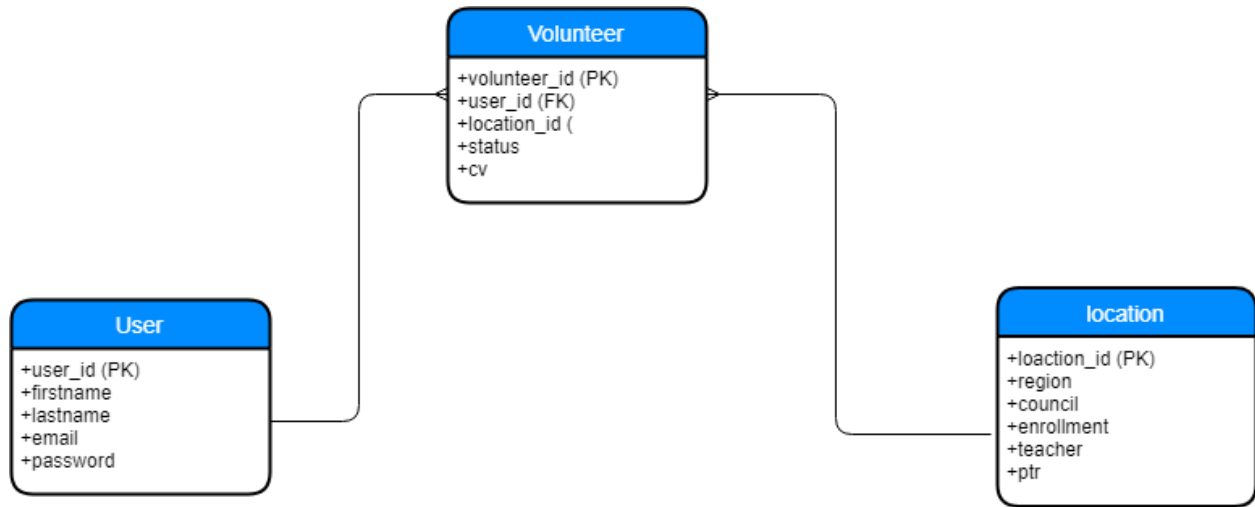 Volunteer
+volunteer_id (PK)
+user_id (FK)
+location_id (
+status
+cv
User
+user_id (PK)
+firstname
+lastname
+email
+password
location
+loaction_id (PK)
+region
+council
+enrollment
+teacher
+ptr